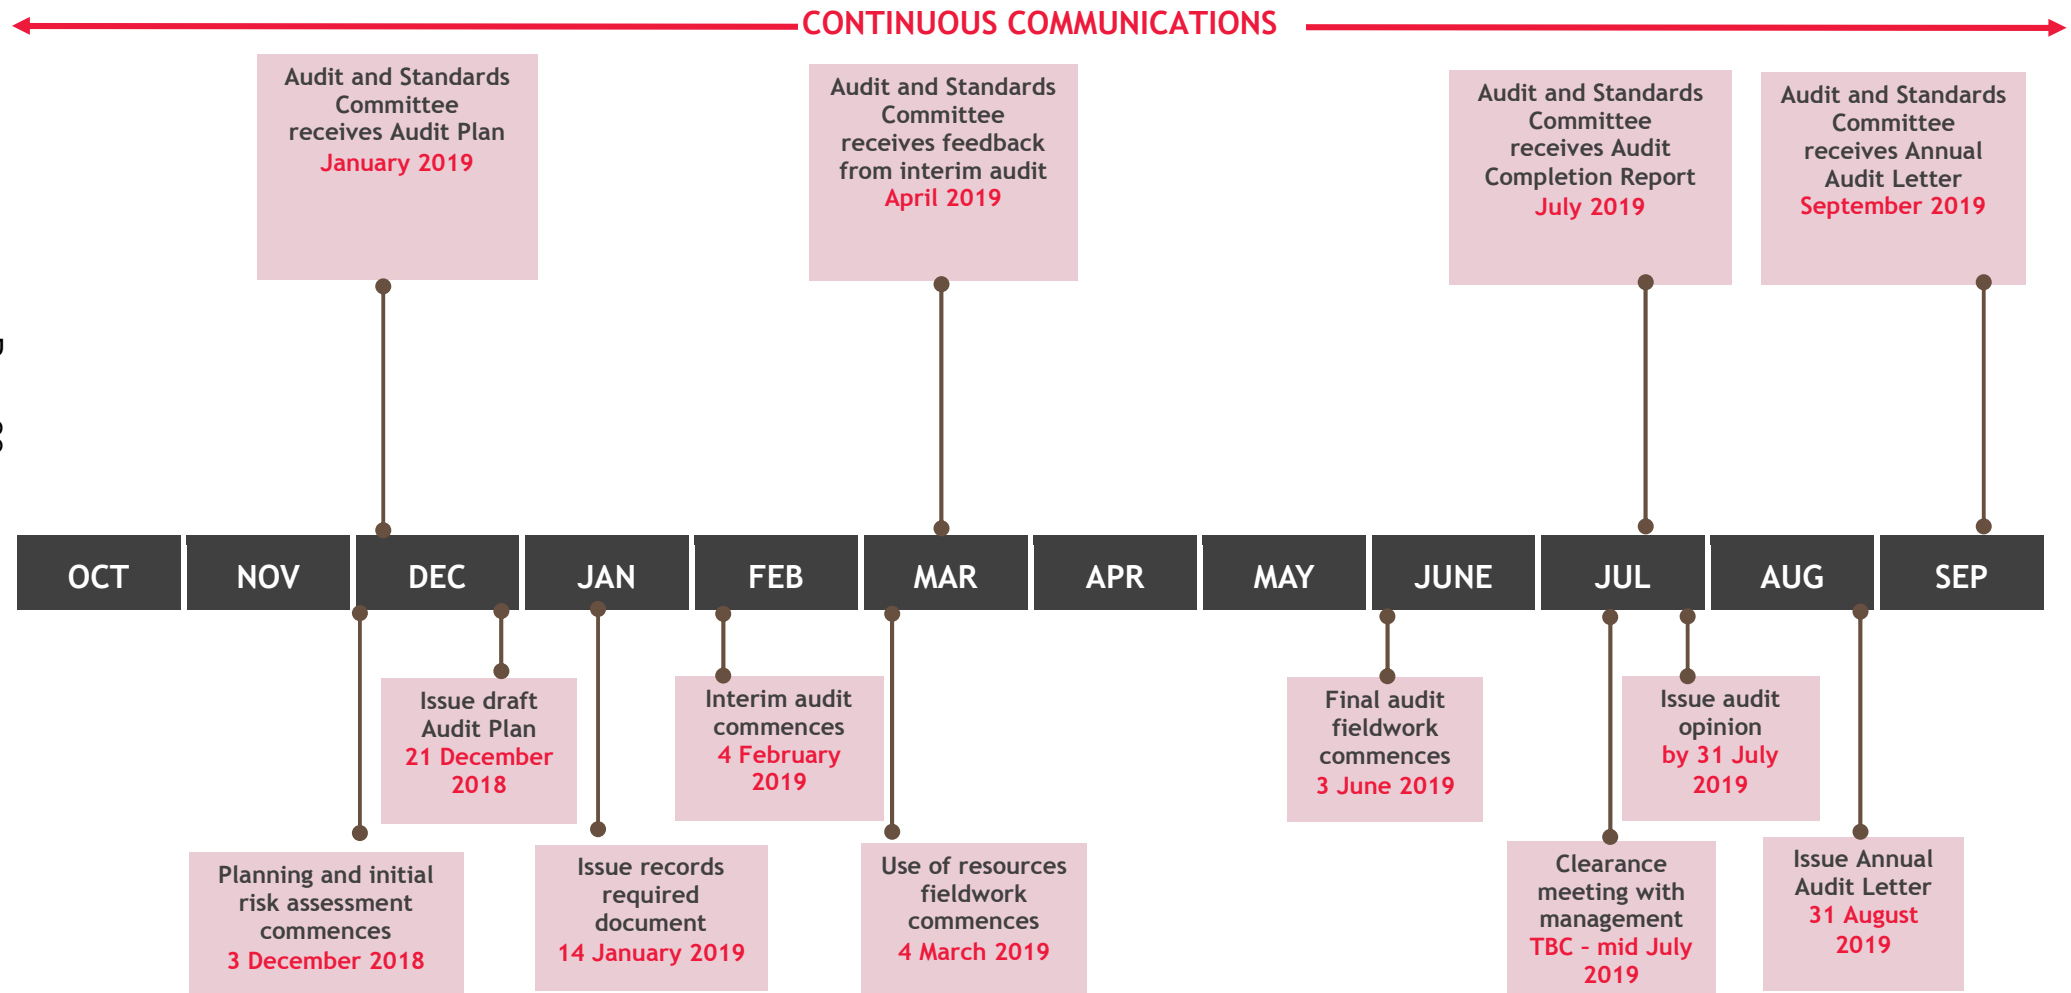 CONTINUOUS COMMUNICATIONS
Audit and Standards
Committee
receives Audit Plan
January 2019
Audit and Standards
Committee
receives feedback
from interim audit
April 2019
Audit and Standards
Committee
receives Audit
Completion Report
July 2019
Audit and Standards
Committee
receives Annual
Audit Letter
September 2019
OCT
NOV
DEC
JAN
FEB
MAR
APR
MAY
JUNE
JUL
AUG
SEP
Issue draft
Audit Plan
21 December
2018
Interim audit
commences
4 February
2019
Final audit
fieldwork
commences
3 June 2019
Issue audit
opinion
by 31 July
2019
Planning and initial
risk assessment
commences
3 December 2018
Issue records
required
document
14 January 2019
Use of resources
fieldwork
commences
4 March 2019
Clearance
meeting with
management
TBC - mid July
2019
Issue Annual
Audit Letter
31 August
2019